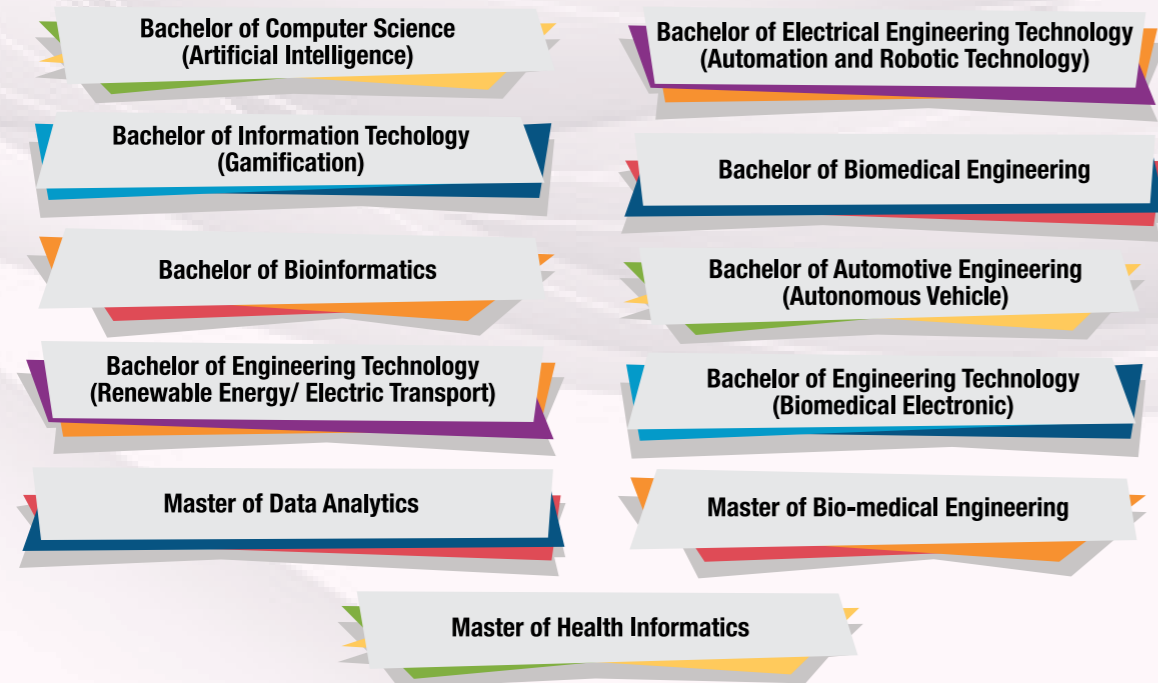 Bachelor of Computer Science
(Artificial Intelligence)
Bachelor of Electrical Engineering Technology
(Automation and Robotic Technology)
Bachelor of Information Techology
(Gamification)
Bachelor of Biomedical Engineering
Bachelor of Bioinformatics
Bachelor of Automotive Engineering
(Autonomous Vehicle)
Bachelor of Engineering Technology
(Renewable Energy/ Electric Transport)
Bachelor of Engineering Technology
(Biomedical Electronic)
Master of Data Analytics
Master of Bio-medical Engineering
Master of Health Informatics